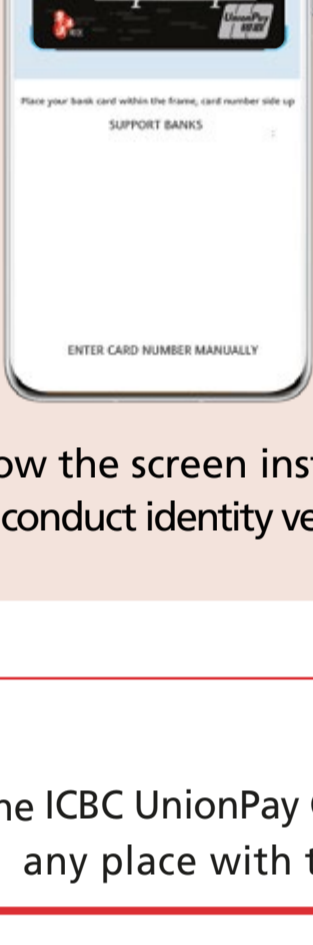 UnionPay
Place your bank card within the frame, card number side up
SUPPORT BANKS
ENTER CARD NUMBER MANUALLY
ow the screen ins
conduct identity ve
ne ICBC UnionPay
any place with t